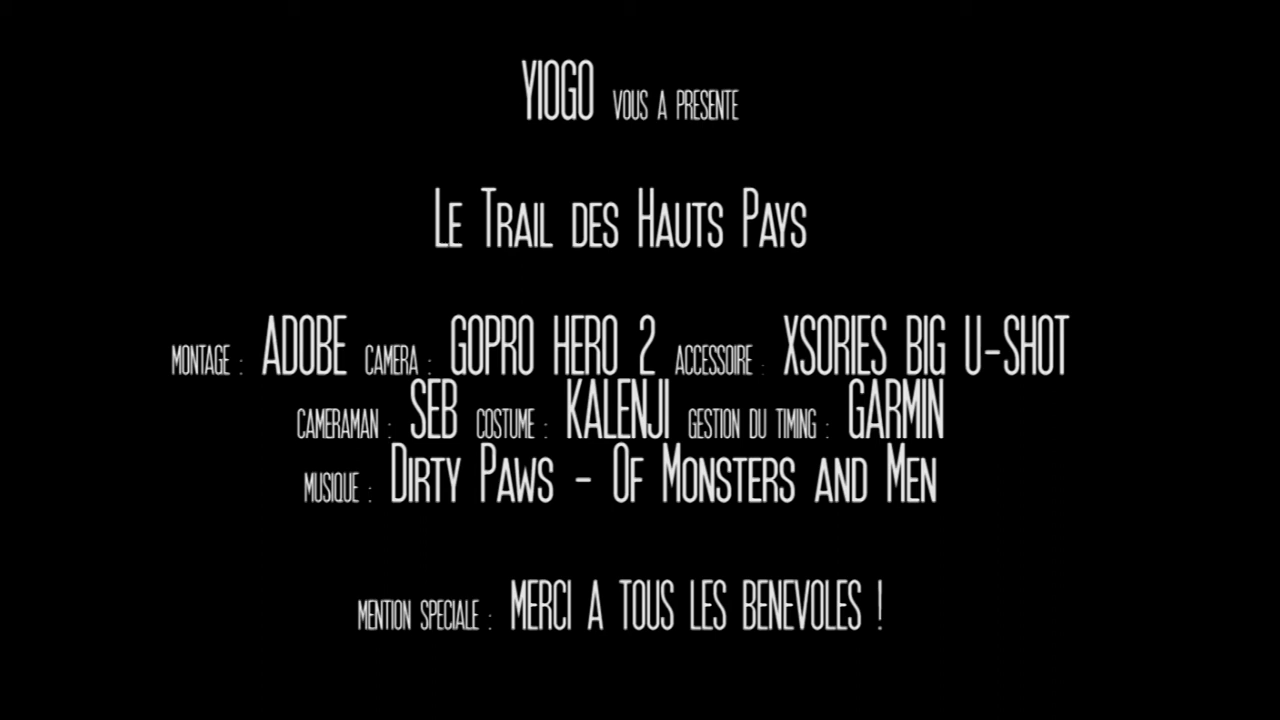 YIOGO VOUS A PRESENTE
LE TRAIL DES HAUTS PAYS
MONTAGE : ADOBE CAMERA : GOPRO HERO 2 ACCESSOIRE : XSORIES BIG U-SHOT
CAMERAMAN : SEB COSTUME : KALENJI GESTION DU TIMING : GARMIN
MUSIQUE : DIRTY PAWS - OF MONSTERS AND MEN
MENTION SPECIALE : MERCI A TOUS LES BENEVOLES !